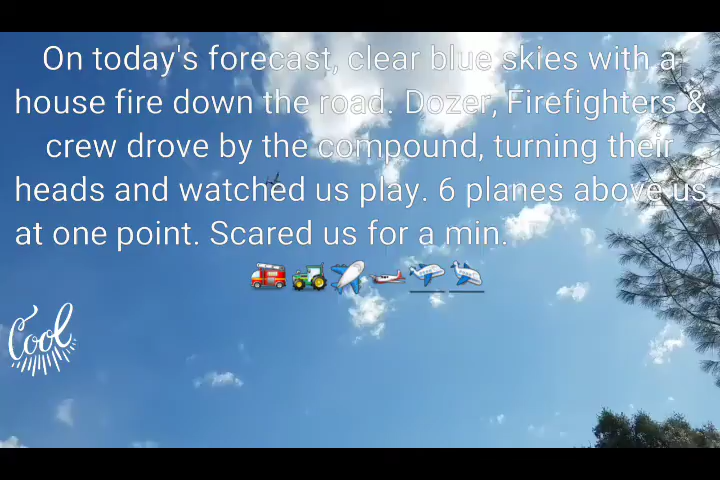 On today's forecast, clear blue skies with a
house fire down the road. Dozer, Firefighters &
crew drove by the compound, turning their
heads and watched us play. 6 planes above us
at one point. Scared us for a min.
🚒🚜✈️🛩️🛫🛬
Cool